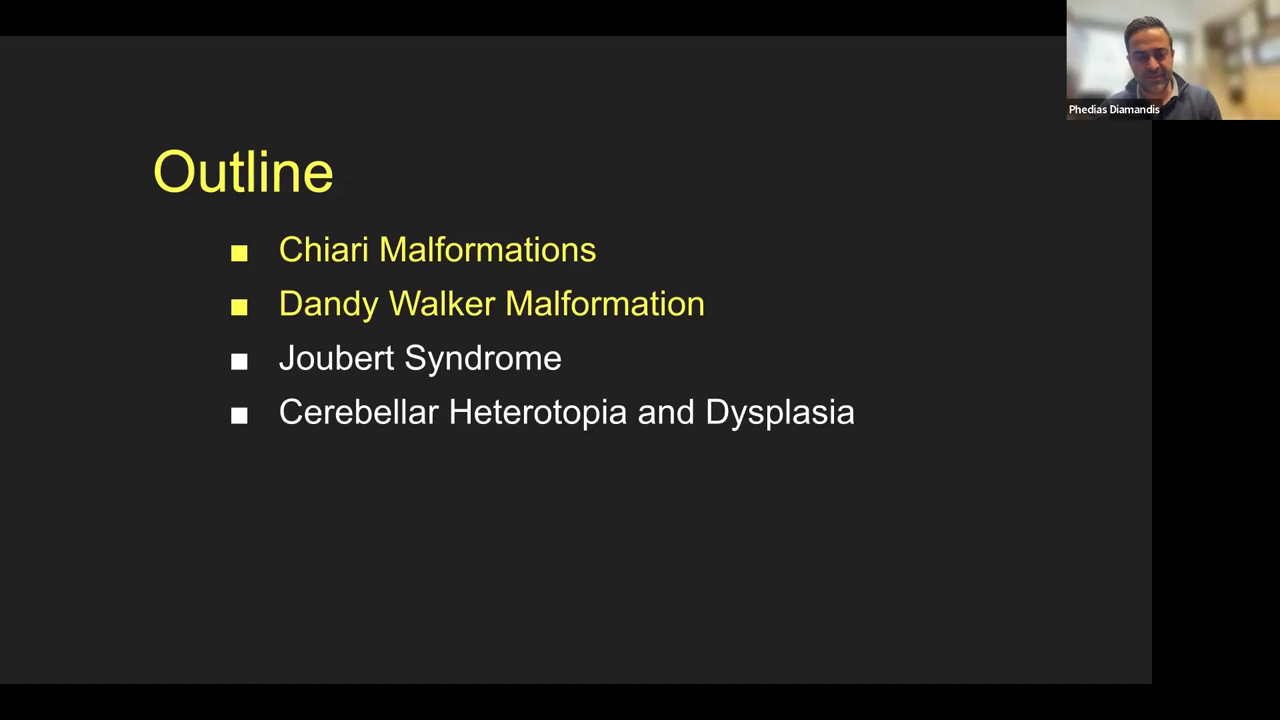 Phedias Diamandis
Outline
■ Chiari Malformations
■ Dandy Walker Malformation
■ Joubert Syndrome
■ Cerebellar Heterotopia and Dysplasia